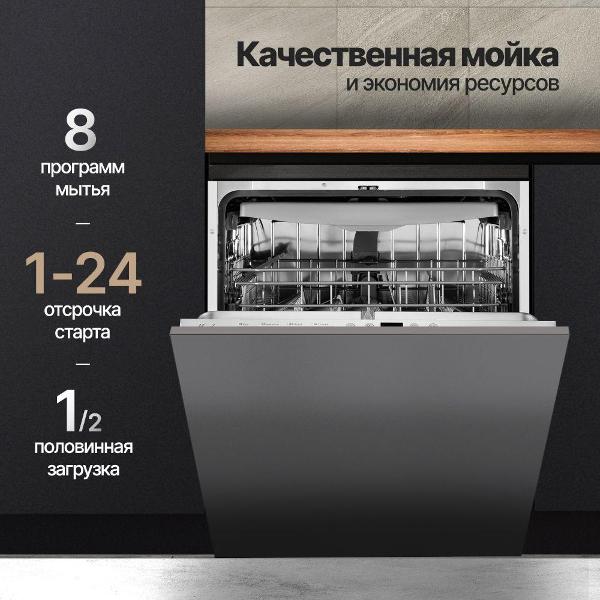 Качественная мойка
и экономия ресурсов
8
программ
мытья
1-24
отсрочка
старта
1/2
половинная
загрузка